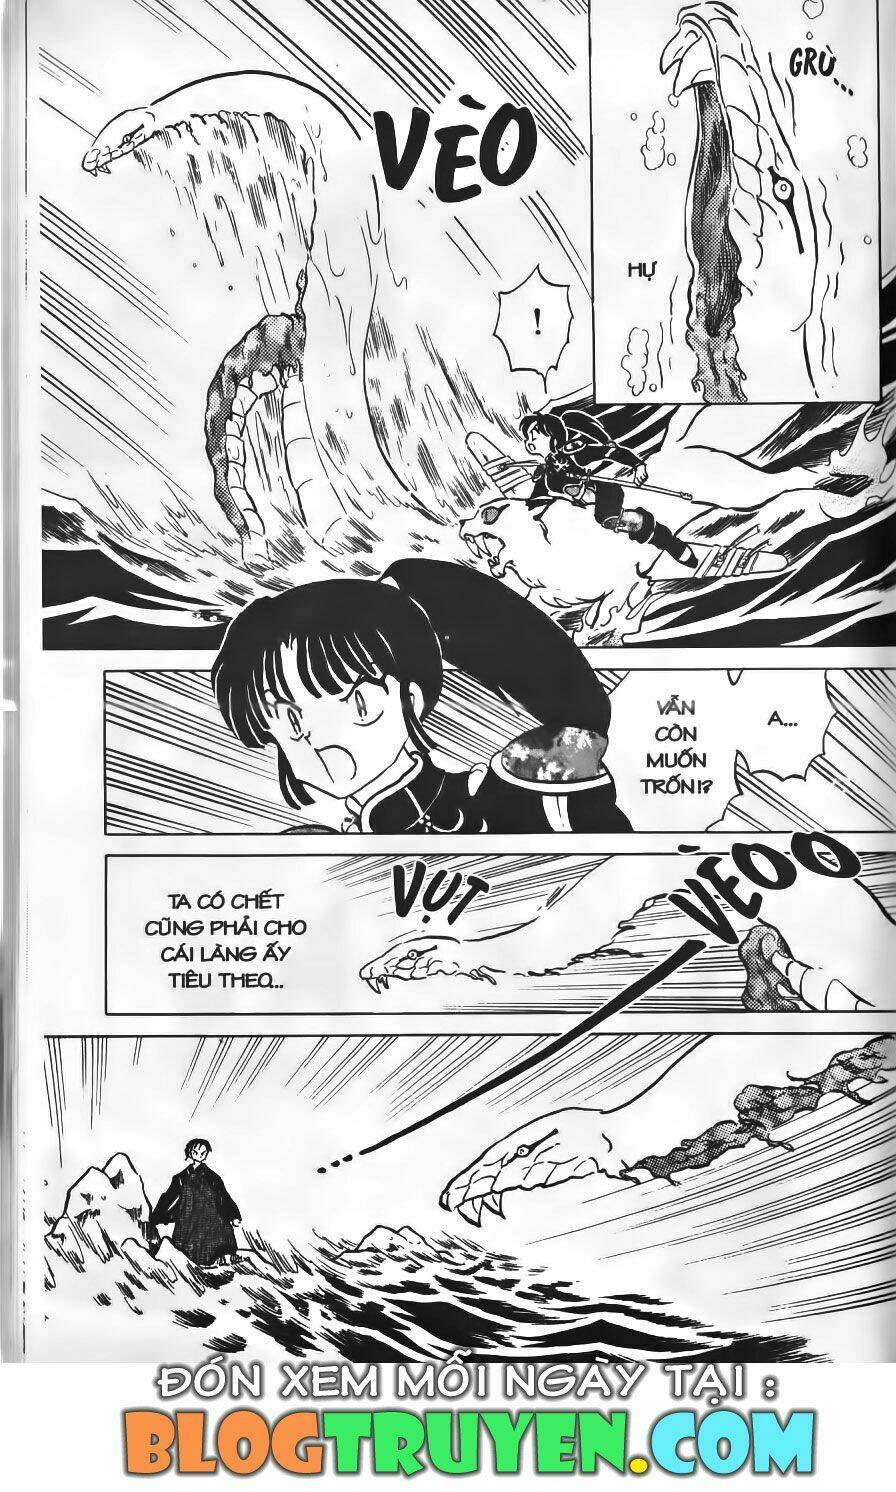 GRỪ...
HỰ
VÈO
!
A...
VẪN
CÒN
MUỐN
TRỐN!?
VÈOOO
VỤT
TA CÓ CHẾT
CŨNG PHẢI CHO
CÁI LÀNG ẤY
TIÊU THEO...
ĐÓN XEM MỖI NGÀY TẠI :
BLOGTRUYEN.COM